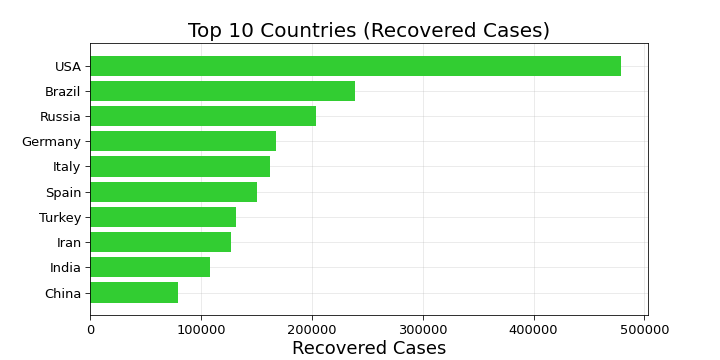 Top 10 Countries (Recovered Cases)
USA
Brazil
Russia
Germany
Italy
Spain
Turkey
Iran
India
China
0 100000 200000 300000 400000 500000
Recovered Cases